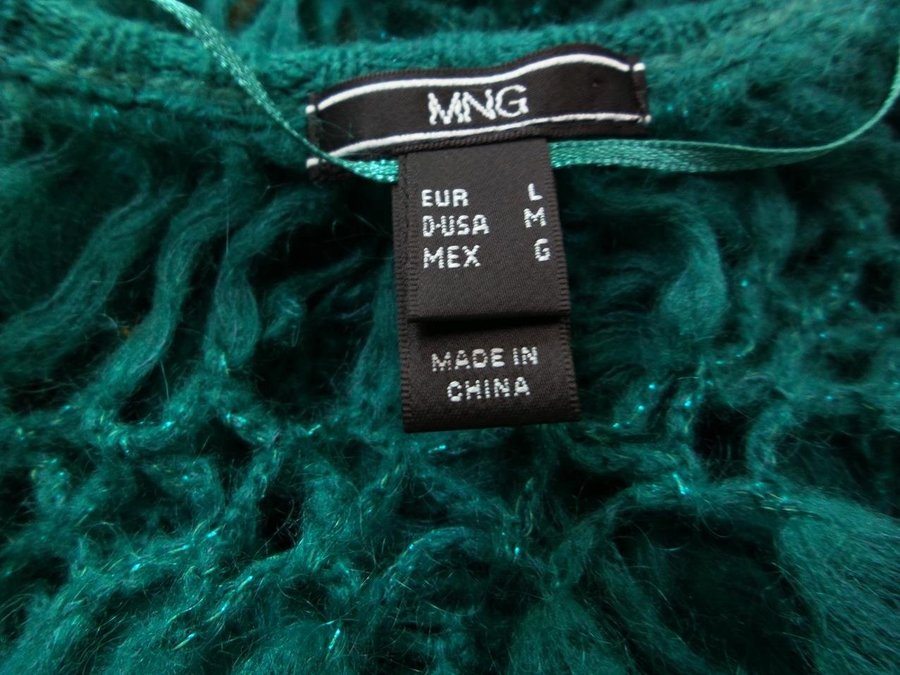 MNG
EUR L
D-USA M
MEX G
MADE IN
CHINA